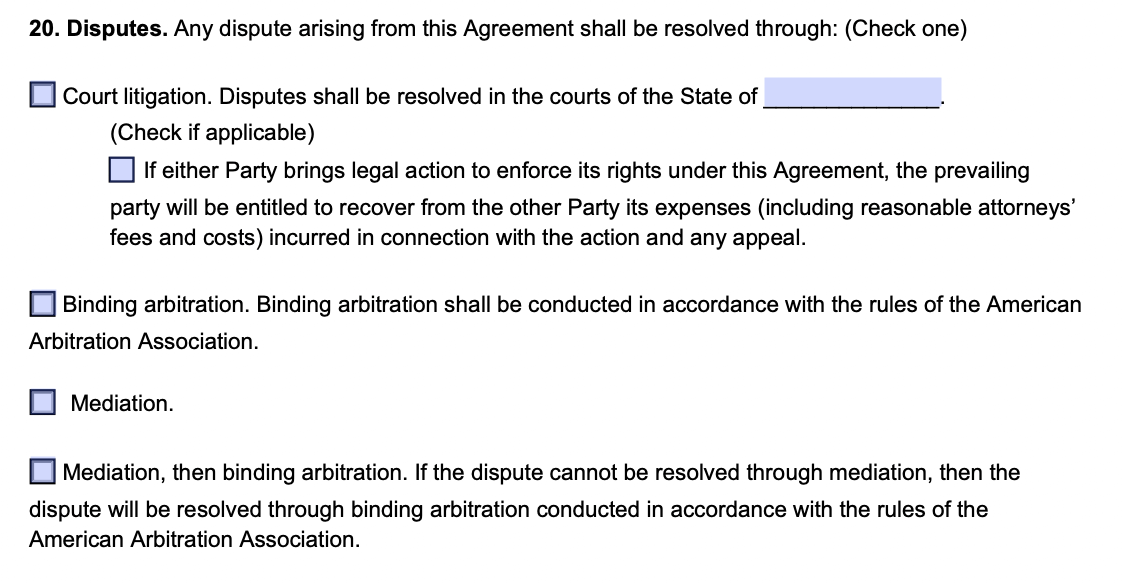 20. Disputes. Any dispute arising from this Agreement shall be resolved through: (Check one)
Court litigation. Disputes shall be resolved in the courts of the State of _______________.
(Check if applicable)
If either Party brings legal action to enforce its rights under this Agreement, the prevailing
party will be entitled to recover from the other Party its expenses (including reasonable attorneys’
fees and costs) incurred in connection with the action and any appeal.
Binding arbitration. Binding arbitration shall be conducted in accordance with the rules of the American
Arbitration Association.
Mediation.
Mediation, then binding arbitration. If the dispute cannot be resolved through mediation, then the
dispute will be resolved through binding arbitration conducted in accordance with the rules of the
American Arbitration Association.